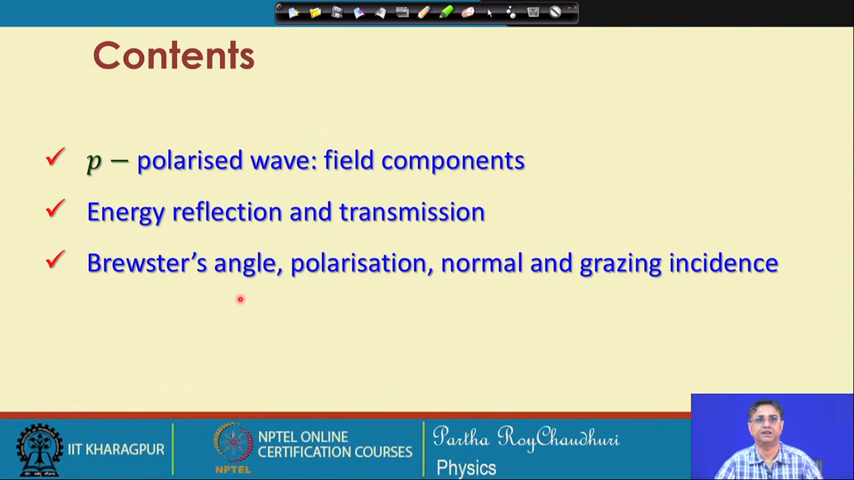 Contents
p − polarised wave: field components
Energy reflection and transmission
Brewster's angle, polarisation, normal and grazing incidence
IIT KHARAGPUR
NPTEL
NPTEL ONLINE
CERTIFICATION COURSES
Partha RoyChaudhuri
Physics